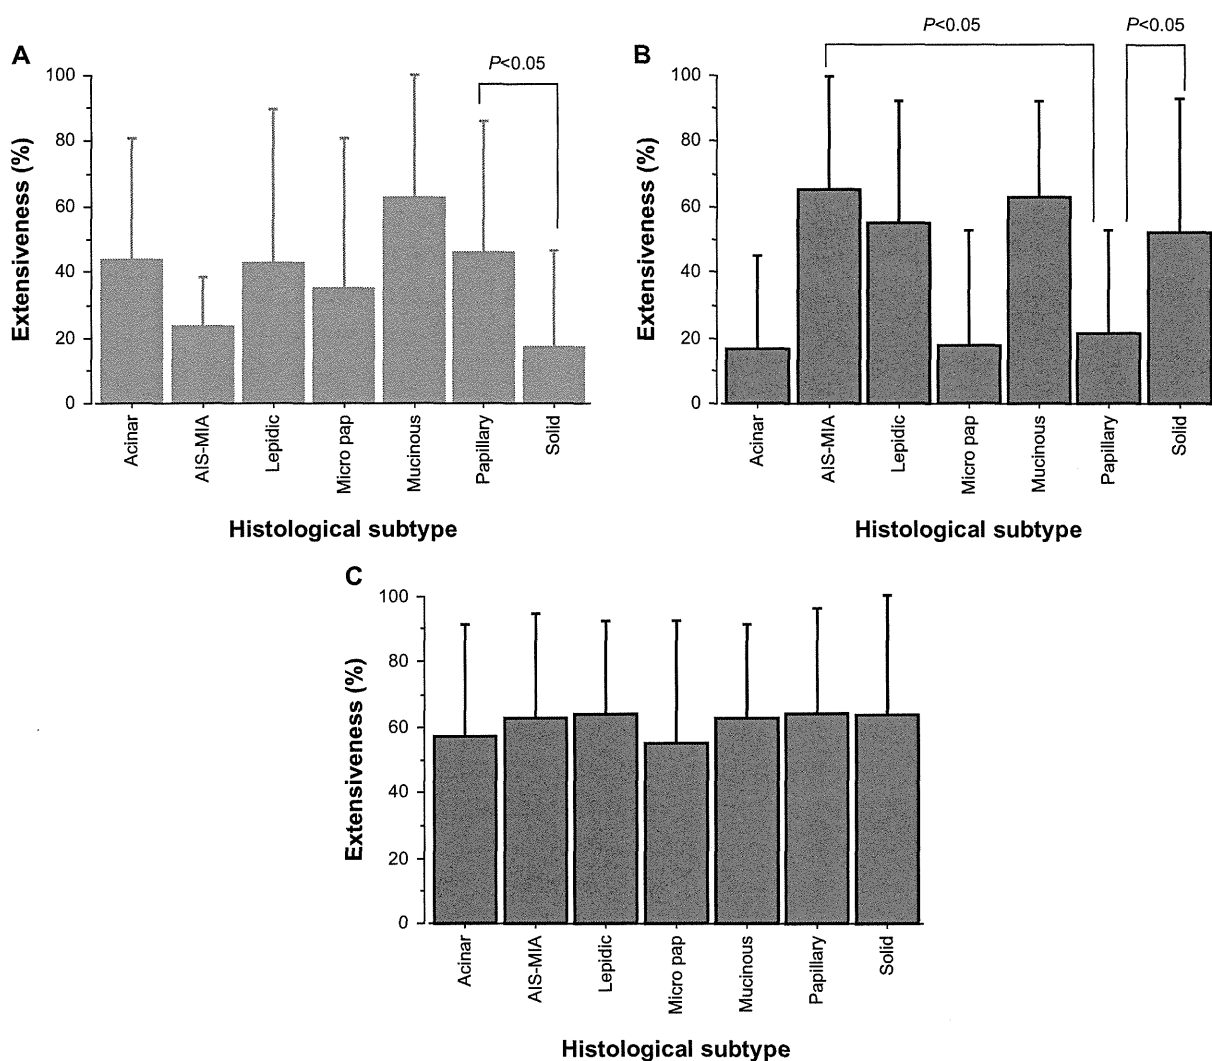 A
P<0.05
100
80
60
40
20
0
Extensiveness (%)
Acinar
AIS-MIA
Lepidic
Micro pap
Mucinous
Papillary
Solid
Histological subtype
B
P<0.05
P<0.05
100
80
60
40
20
0
Extensiveness (%)
Acinar
AIS-MIA
Lepidic
Micro pap
Mucinous
Papillary
Solid
Histological subtype
C
100
80
60
40
20
0
Extensiveness (%)
Acinar
AIS-MIA
Lepidic
Micro pap
Mucinous
Papillary
Solid
Histological subtype